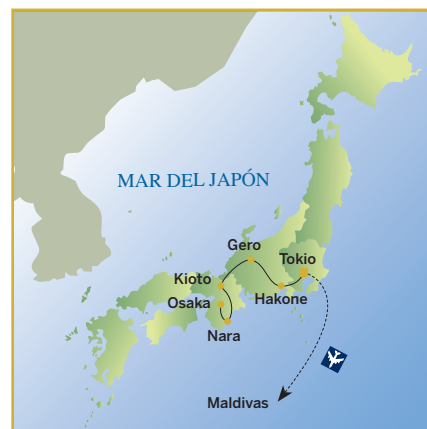 MAR DEL JAPÓN
Gero
Tokio
Kioto
Osaka
Hakone
Nara
Maldivas